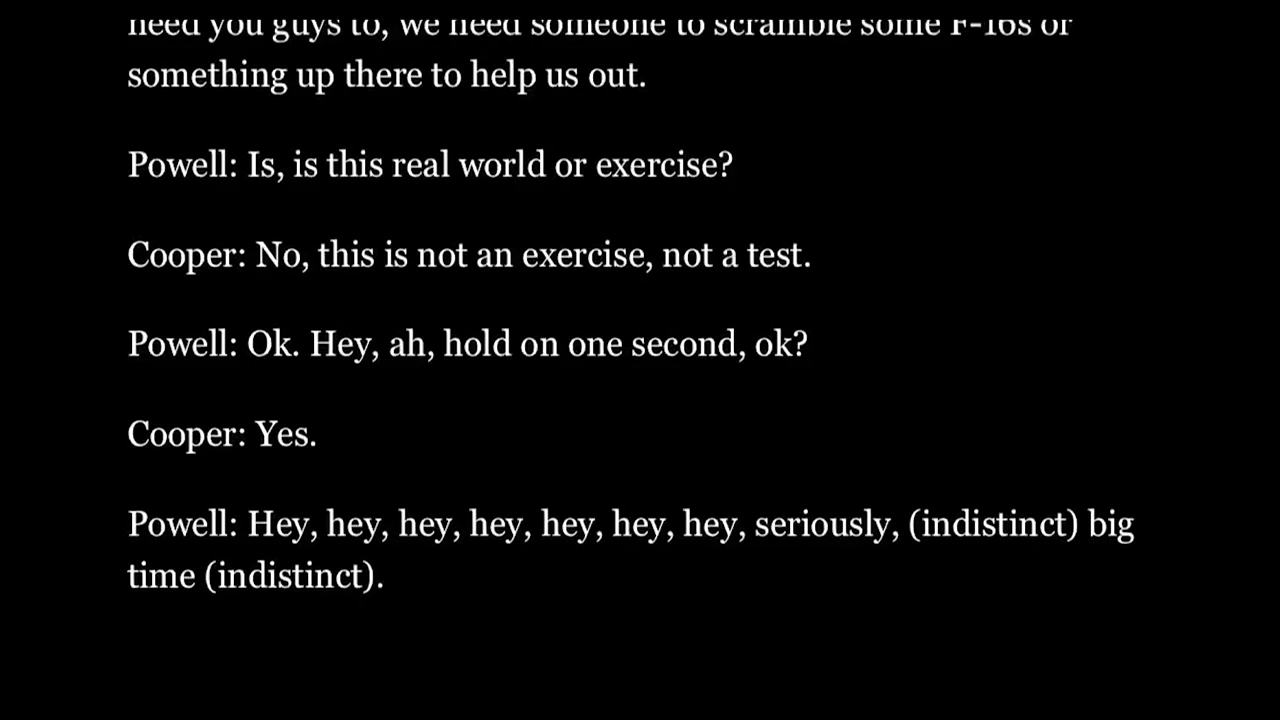 need you guys to, we need someone to scramble some F-16s or
something up there to help us out.
Powell: Is, is this real world or exercise?
Cooper: No, this is not an exercise, not a test.
Powell: Ok. Hey, ah, hold on one second, ok?
Cooper: Yes.
Powell: Hey, hey, hey, hey, hey, hey, hey, seriously, (indistinct) big
time (indistinct).